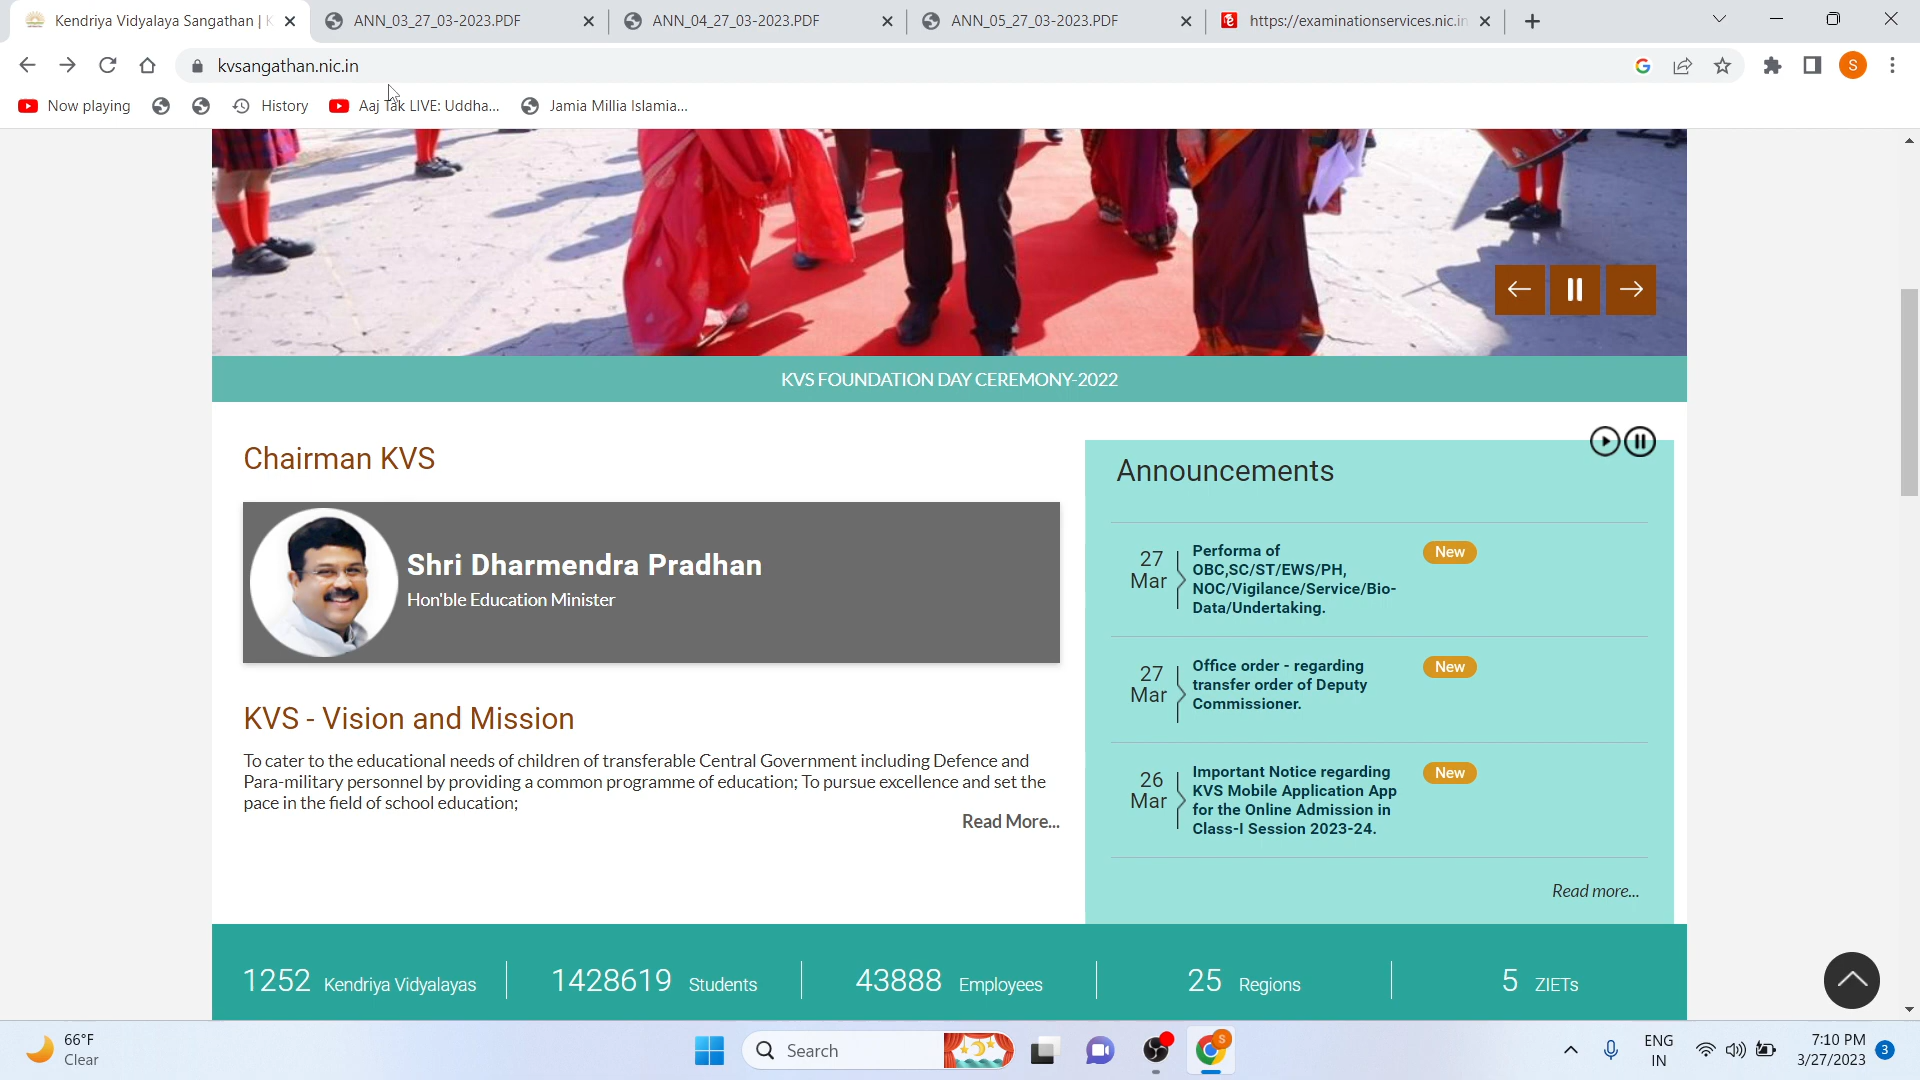 Kendriya Vidyalaya Sangathan | K
ANN_03_27_03-2023.PDF
ANN_04_27_03-2023.PDF
ANN_05_27_03-2023.PDF
https://examinationservices.nic.in
kvsangathan.nic.in
S
Now playing
History
Aaj Tak LIVE: Uddha...
Jamia Millia Islamia...
KVS FOUNDATION DAY CEREMONY-2022
Chairman KVS
Shri Dharmendra Pradhan
Hon'ble Education Minister
KVS - Vision and Mission
To cater to the educational needs of children of transferable Central Government including Defence and
Para-military personnel by providing a common programme of education; To pursue excellence and set the
pace in the field of school education;
Read More...
Announcements
27
Mar
Performa of
OBC,SC/ST/EWS/PH,
NOC/Vigilance/Service/Bio-
Data/Undertaking.
New
27
Mar
Office order - regarding
transfer order of Deputy
Commissioner.
New
26
Mar
Important Notice regarding
KVS Mobile Application App
for the Online Admission in
Class-I Session 2023-24.
New
Read more...
1252 Kendriya Vidyalayas
1428619 Students
43888 Employees
25 Regions
5 ZIETs
66°F
Clear
Search
S
ENG
IN
7:10 PM
3/27/2023
3